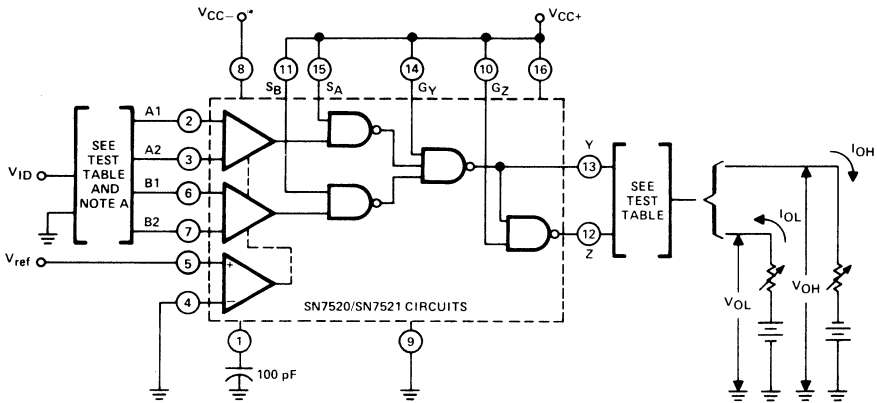 VCC−
VCC+
8
11
15
14
10
16
SB
SA
GY
GZ
A1
2
A2
3
B1
6
B2
7
SEE
TEST
TABLE
AND
NOTE A
VID
Vref
5
+
4
−
SN7520/SN7521 CIRCUITS
Y
13
12
Z
SEE
TEST
TABLE
IOH
IOL
VOL
VOH
1
9
100 pF